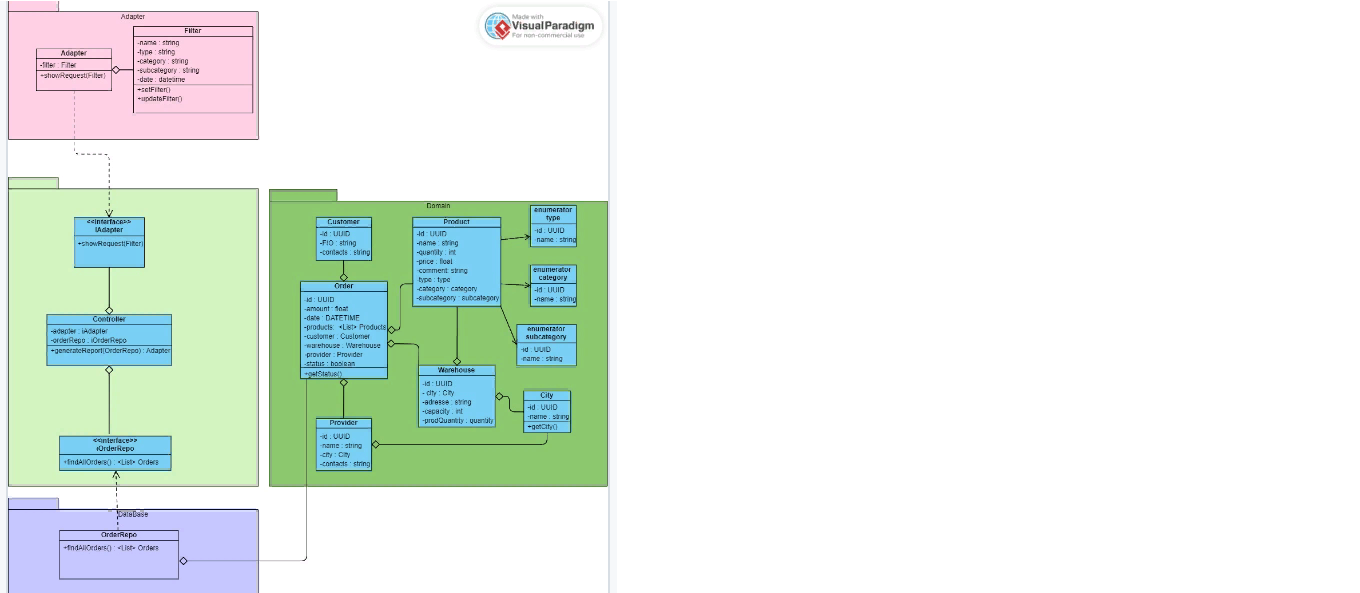 Adapter
Made with
VisualParadigm
For non-commercial use
Filter
-name : string
-type : string
-category : string
-subcategory : string
-date : datetime
+setFilter()
+updateFilter()
Adapter
-filter : Filter
+showRequest(Filter)
<<interface>>
IAdapter
+showRequest(Filter)
Controller
-adapter : iAdapter
-orderRepo : iOrderRepo
+generateReport(OrderRepo) : Adapter
<<interface>>
iOrderRepo
+findAllOrders() : <List> Orders
Domain
Customer
-id : UUID
-FIO : string
-contacts : string
Product
-id : UUID
-name : string
-quantity : int
-price : float
-comment: string
-type : type
-category : category
-subcategory : subcategory
enumerator
type
-id : UUID
-name : string
enumerator
category
-id : UUID
-name : string
enumerator
subcategory
-id : UUID
-name : string
Order
-id : UUID
-amount : float
-date : DATETIME
-products: <List> Products
-customer : Customer
-warehouse : Warehouse
-provider : Provider
-status : boolean
+getStatus()
Warehouse
-id : UUID
- city : City
-adresse : string
-capacity : int
-prodQuantity : quantity
City
-id : UUID
-name : string
+getCity()
Provider
-id : UUID
-name : string
-city : City
-contacts : string
DataBase
OrderRepo
+findAllOrders() : <List> Orders